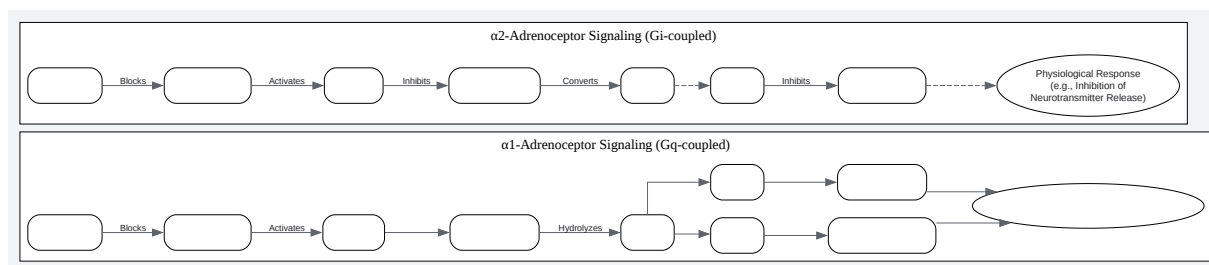 α2-Adrenoceptor Signaling (Gi-coupled)
Blocks
Activates
Inhibits
Converts
Inhibits
Physiological Response
(e.g., Inhibition of
Neurotransmitter Release)
α1-Adrenoceptor Signaling (Gq-coupled)
Blocks
Activates
Hydrolyzes